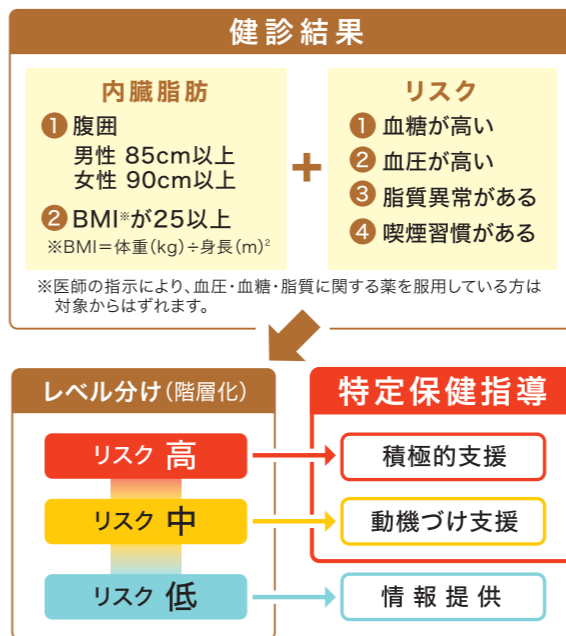 健診結果
内臓脂肪
❶腹囲
男性 85cm以上
女性 90cm以上
❷BMI※が25以上
※BMI=体重(kg)÷身長(m)²
+
リスク
❶血糖が高い
❷血圧が高い
❸脂質異常がある
❹喫煙習慣がある
※医師の指示により、血圧・血糖・脂質に関する薬を服用している方は
対象からはずれます。
レベル分け(階層化)
リスク 高
リスク 中
リスク 低
特定保健指導
積極的支援
動機づけ支援
情報提供